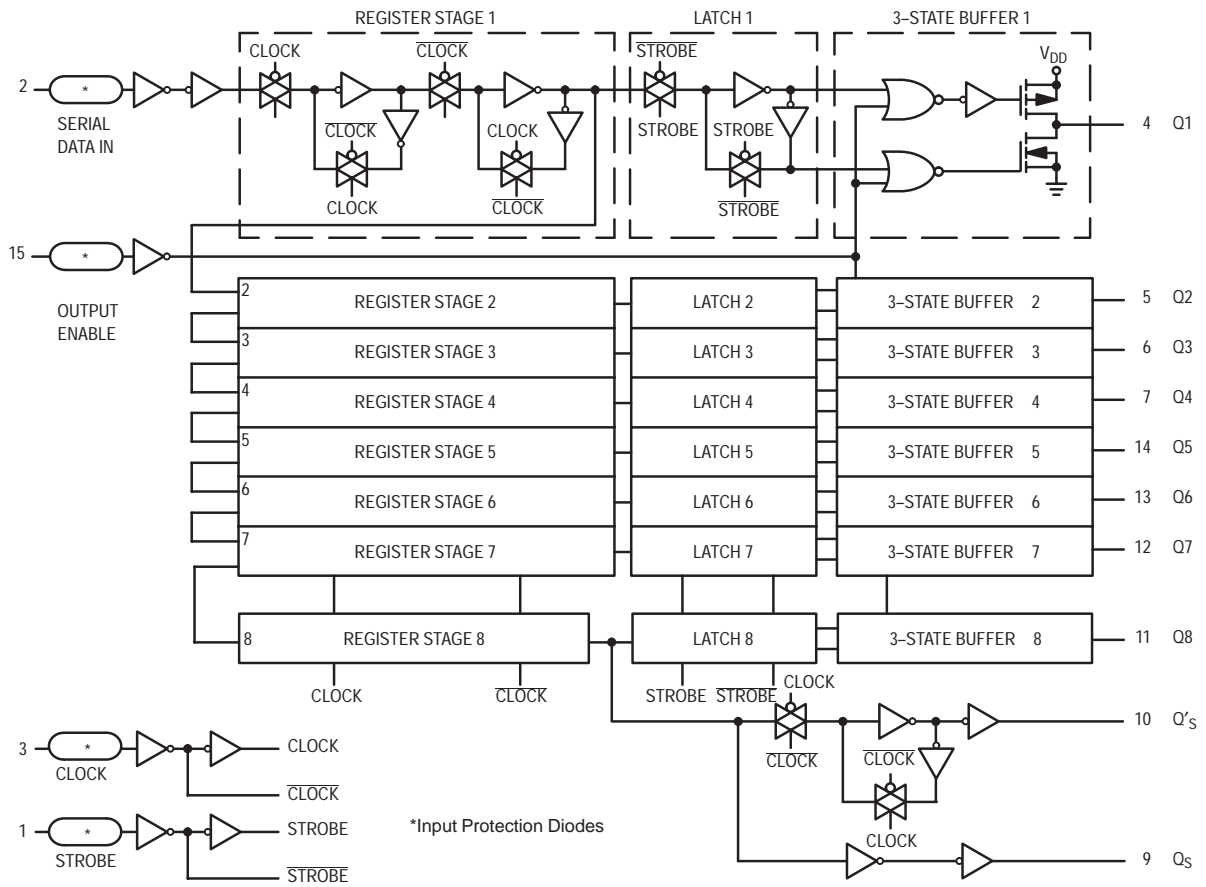 REGISTER STAGE 1
LATCH 1
3–STATE BUFFER 1
CLOCK
CLOCK
STROBE
VDD
2
*
SERIAL
DATA IN
CLOCK
CLOCK
CLOCK
CLOCK
STROBE
STROBE
STROBE
4 Q1
15
*
OUTPUT
ENABLE
2 REGISTER STAGE 2
LATCH 2
3–STATE BUFFER 2
5 Q2
3 REGISTER STAGE 3
LATCH 3
3–STATE BUFFER 3
6 Q3
4 REGISTER STAGE 4
LATCH 4
3–STATE BUFFER 4
7 Q4
5 REGISTER STAGE 5
LATCH 5
3–STATE BUFFER 5
14 Q5
6 REGISTER STAGE 6
LATCH 6
3–STATE BUFFER 6
13 Q6
7 REGISTER STAGE 7
LATCH 7
3–STATE BUFFER 7
12 Q7
8 REGISTER STAGE 8
LATCH 8
3–STATE BUFFER 8
11 Q8
CLOCK
CLOCK
STROBE
STROBE
CLOCK
CLOCK
CLOCK
CLOCK
10 Q'S
9 QS
3
*
CLOCK
CLOCK
CLOCK
1
*
STROBE
STROBE
STROBE
*Input Protection Diodes